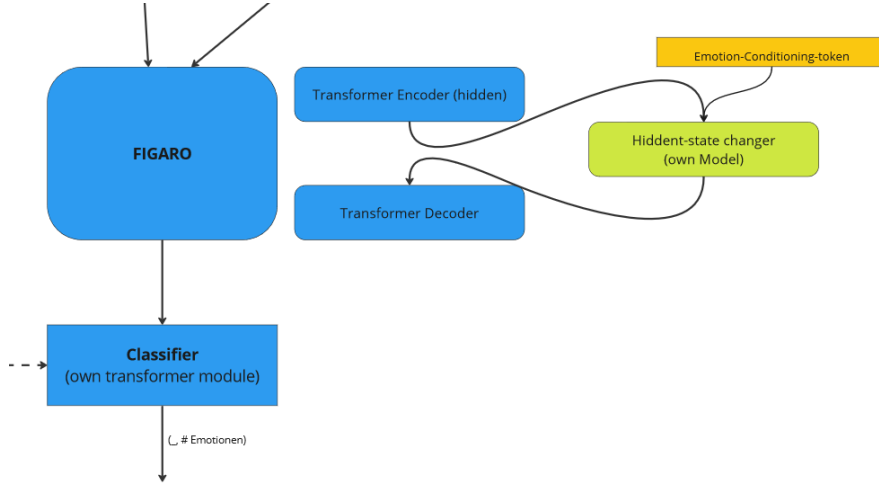 Emotion-Conditioning-token
Transformer Encoder (hidden)
Hiddent-state changer
(own Model)
FIGARO
Transformer Decoder
Classifier
(own transformer module)
(_, # Emotionen)